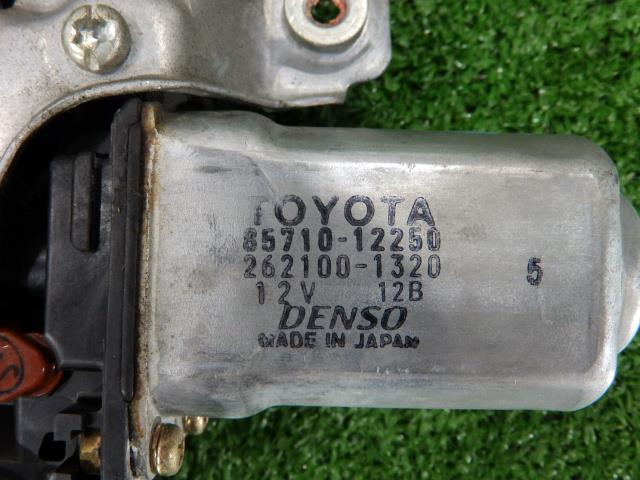 TOYOTA
85710-12250
262100-1320
12V 12B
5
DENSO
MADE IN JAPAN